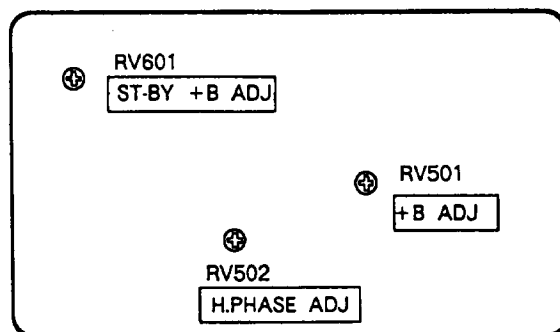 RV601
ST-BY +B ADJ
RV501
+B ADJ
RV502
H.PHASE ADJ